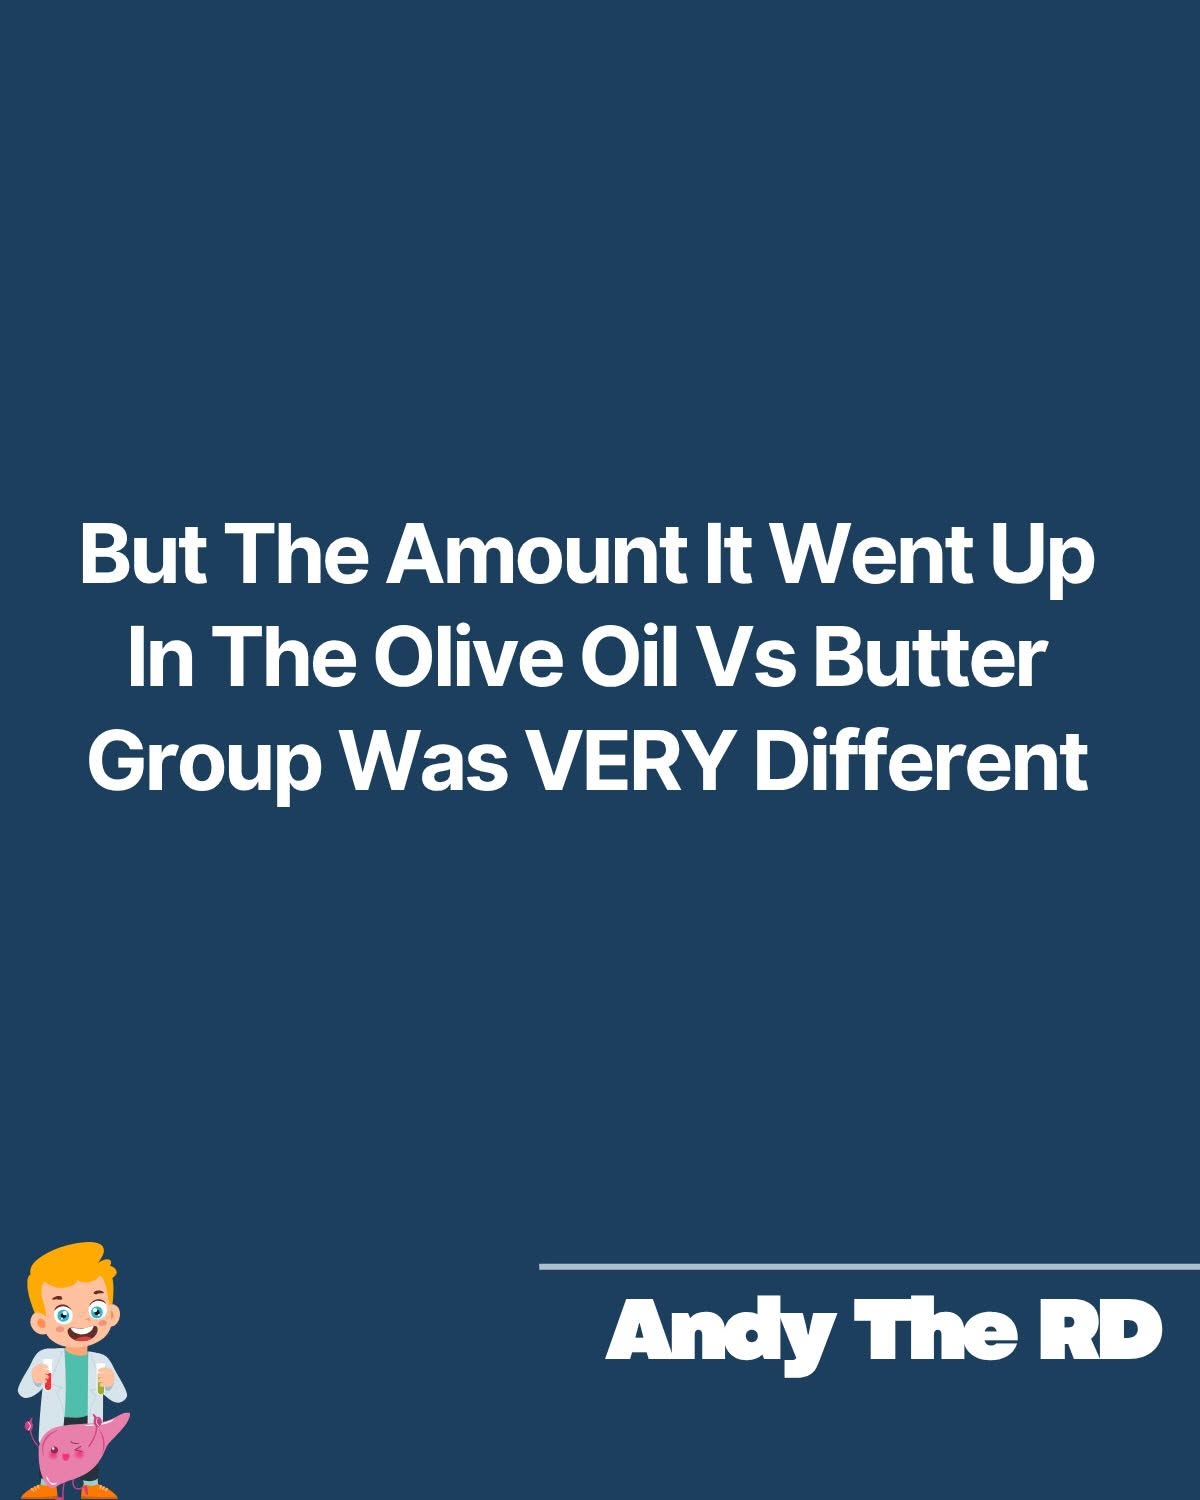 But The Amount It Went Up
In The Olive Oil Vs Butter
Group Was VERY Different
Andy The RD